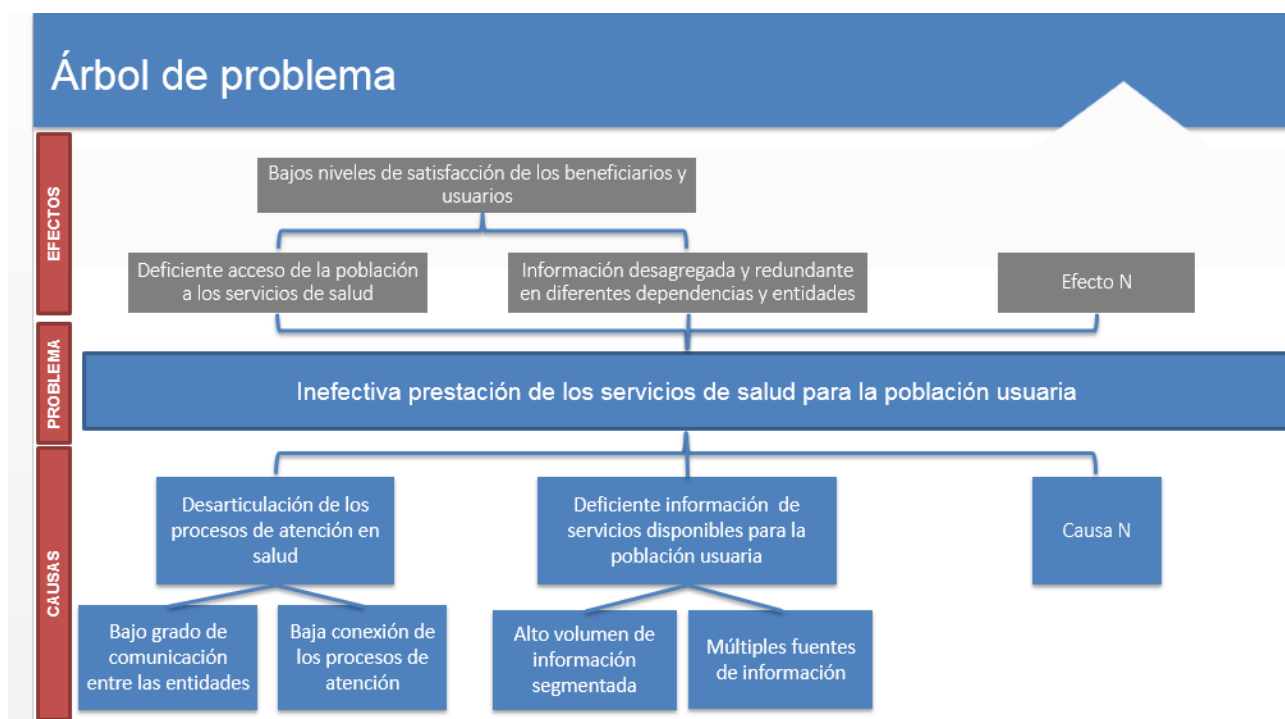 Árbol de problema
EFECTOS
Bajos niveles de satisfacción de los beneficiarios y
usuarios
Deficiente acceso de la población
a los servicios de salud
Información desagregada y redundante
en diferentes dependencias y entidades
Efecto N
PROBLEMA
Inefectiva prestación de los servicios de salud para la población usuaria
CAUSAS
Desarticulación de los
procesos de atención en
salud
Deficiente información de
servicios disponibles para la
población usuaria
Causa N
Bajo grado de
comunicación
entre las entidades
Baja conexión de
los procesos de
atención
Alto volumen de
información
segmentada
Múltiples fuentes
de información